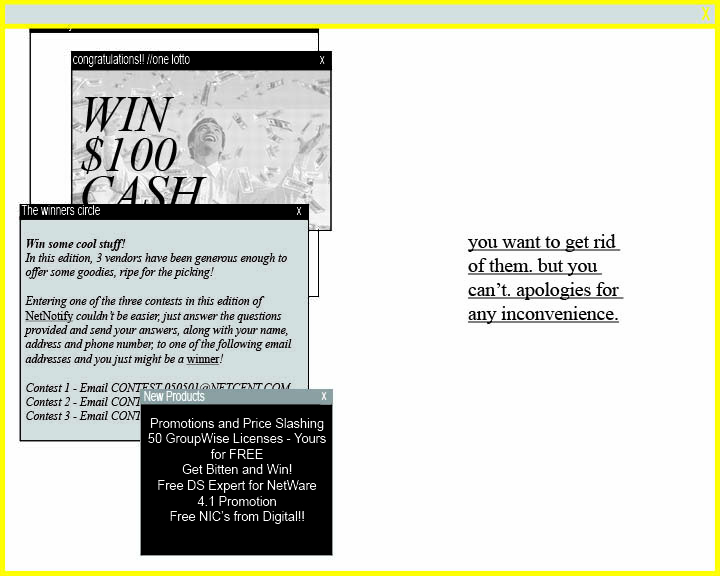 X
congratulations!! //one lotto x
WIN
$100
CASH
The winners circle x
Win some cool stuff!
In this edition, 3 vendors have been generous enough to
offer some goodies, ripe for the picking!
Entering one of the three contests in this edition of
NetNotify couldn't be easier, just answer the questions
provided and send your answers, along with your name,
address and phone number, to one of the following email
addresses and you just might be a winner!
Contest 1 - Email CONTEST.050501@NETCENT.COM
Contest 2 - Email CONT
Contest 3 - Email CONT
New Products x
Promotions and Price Slashing
50 GroupWise Licenses - Yours
for FREE
Get Bitten and Win!
Free DS Expert for NetWare
4.1 Promotion
Free NIC's from Digital!!
you want to get rid
of them. but you
can't. apologies for
any inconvenience.